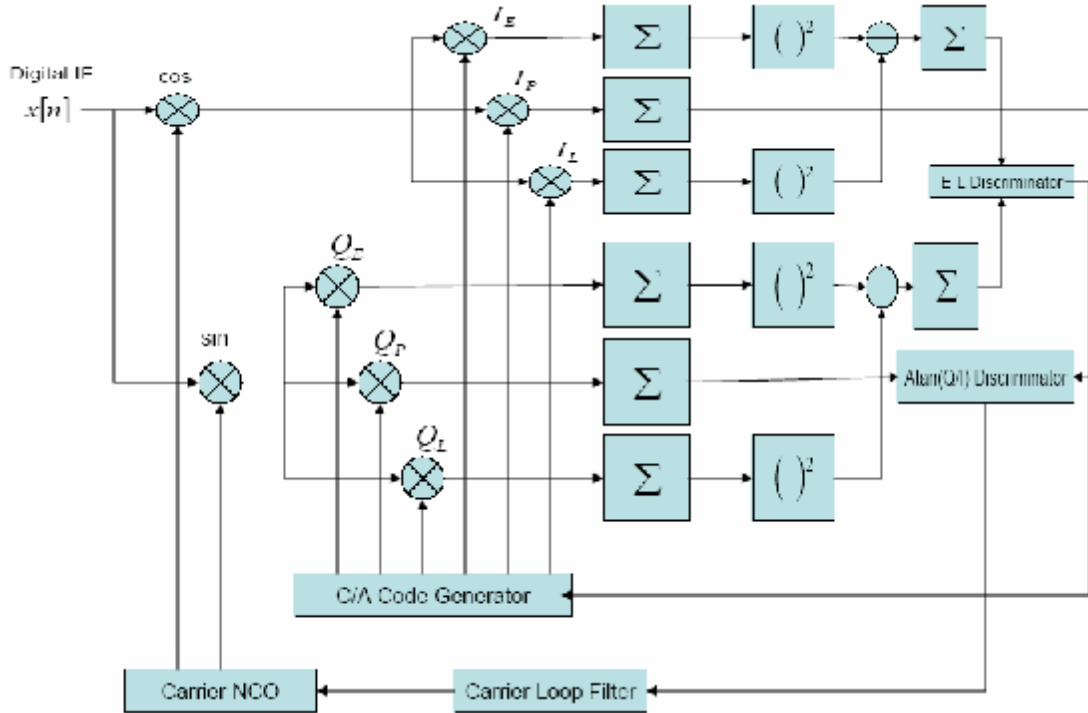 I_E
Σ
( )²
Σ
Digital IF
cos
x[n]
I_P
Σ
I_L
Σ
( )²
E L Discriminator
Q_E
Σ
( )²
Σ
sin
Q_P
Σ
Atan(Q/I) Discriminator
Q_L
Σ
( )²
C/A Code Generator
Carrier NCO
Carrier Loop Filter